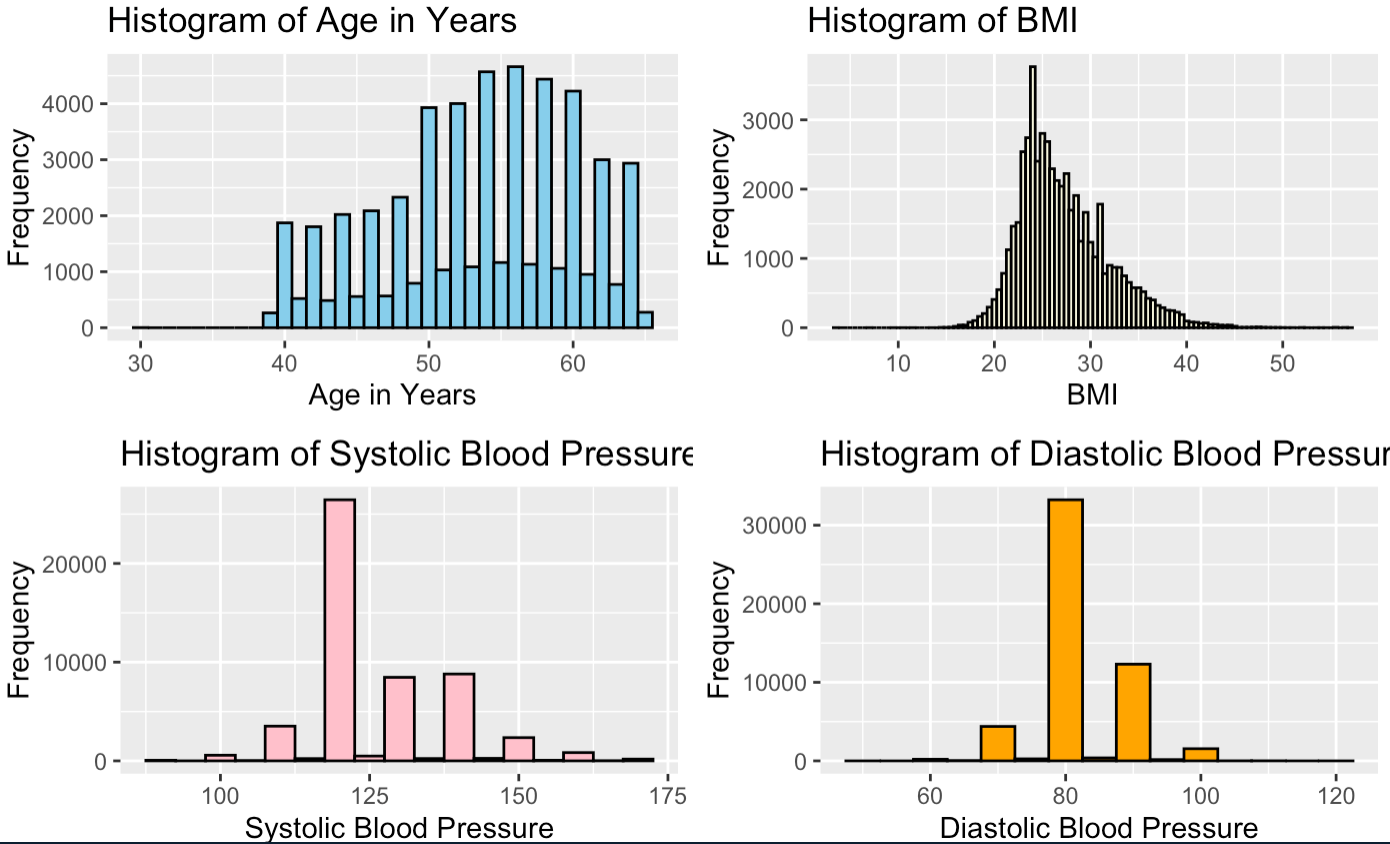 Histogram of Age in Years
Frequency
4000
3000
2000
1000
0
30 40 50 60
Age in Years
Histogram of BMI
Frequency
3000
2000
1000
0
10 20 30 40 50
BMI
Histogram of Systolic Blood Pressure
Frequency
20000
10000
0
100 125 150 175
Systolic Blood Pressure
Histogram of Diastolic Blood Pressur
Frequency
30000
20000
10000
0
60 80 100 120
Diastolic Blood Pressure